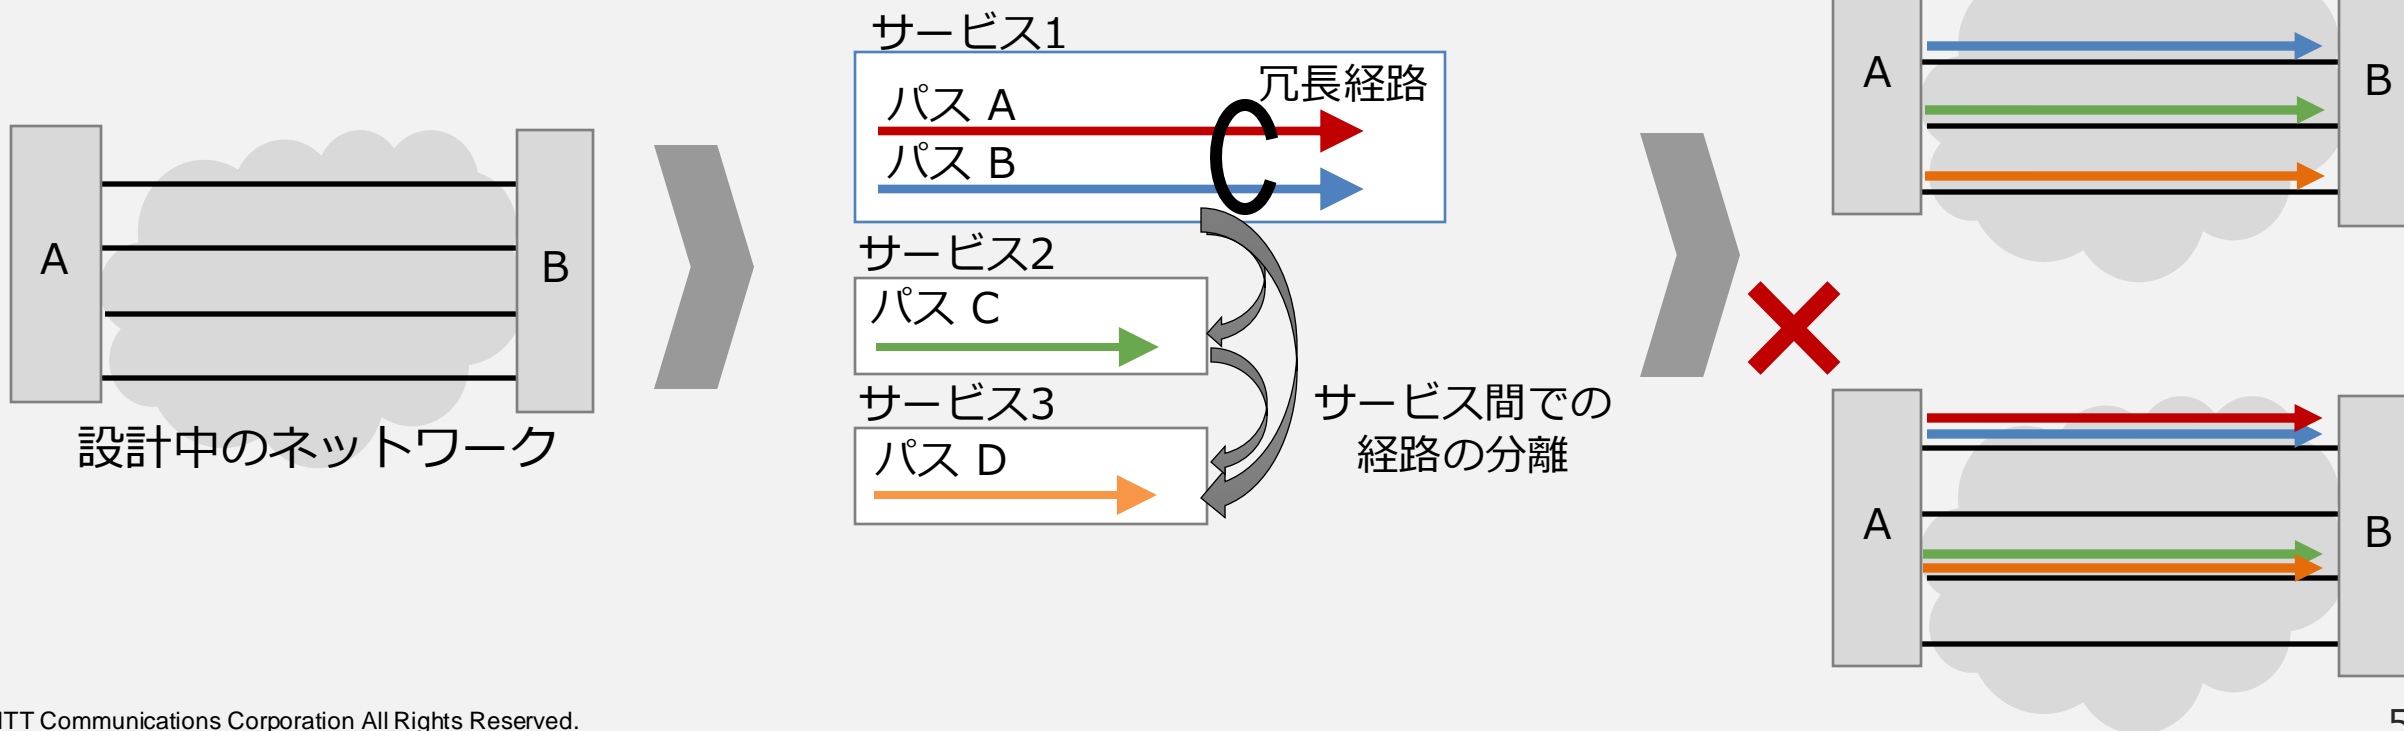 A
B
設計中のネットワーク
サービス1
パス A
冗長経路
パス B
サービス2
パス C
サービス3
パス D
サービス間での
経路の分離
A
B
A
B
Communications Corporation All Rights Reserved.